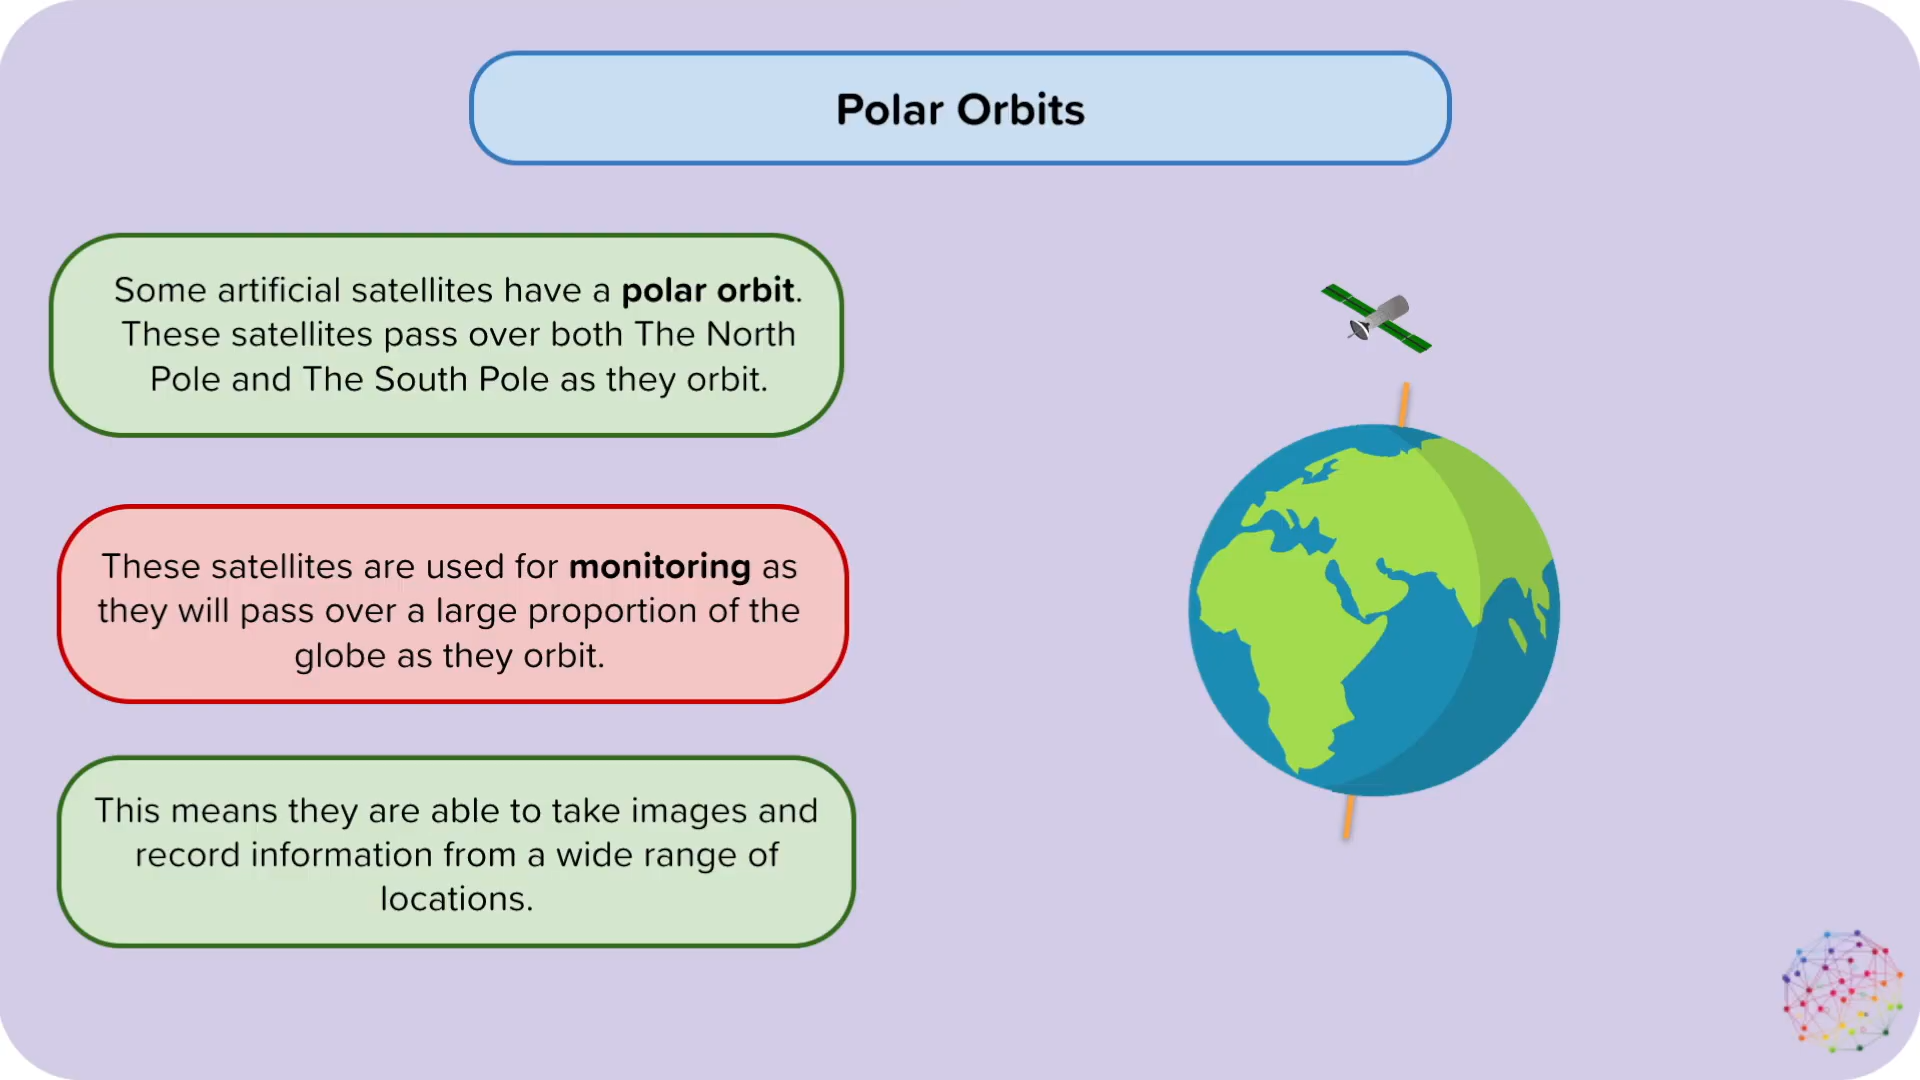 Polar Orbits
Some artificial satellites have a polar orbit.
These satellites pass over both The North
Pole and The South Pole as they orbit.
These satellites are used for monitoring as
they will pass over a large proportion of the
globe as they orbit.
This means they are able to take images and
record information from a wide range of
locations.